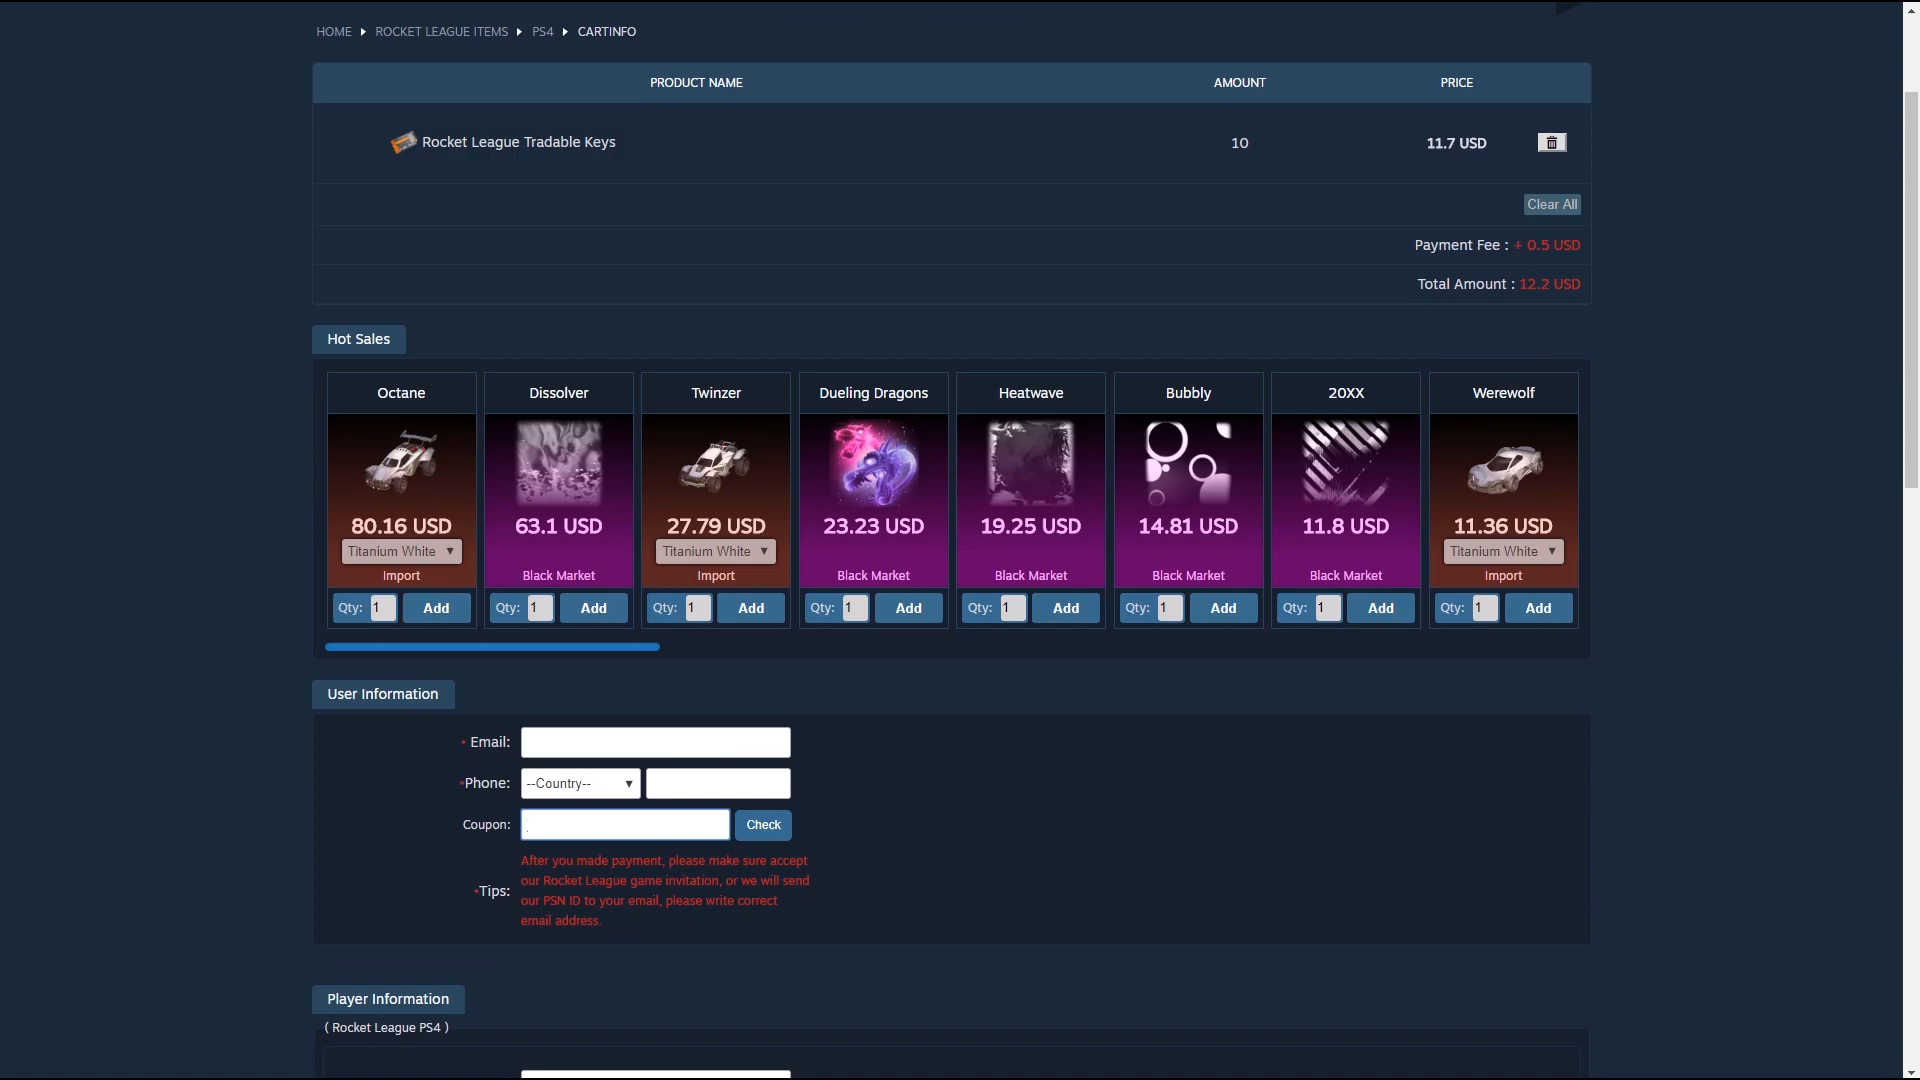 HOME ROCKET LEAGUE ITEMS PS4 CARTINFO
PRODUCT NAME AMOUNT PRICE
Rocket League Tradable Keys 10 11.7 USD
Clear All
Payment Fee : + 0.5 USD
Total Amount : 12.2 USD
Hot Sales
Octane Dissolver Twinzer Dueling Dragons Heatwave Bubbly 20XX Werewolf
80.16 USD 63.1 USD 27.79 USD 23.23 USD 19.25 USD 14.81 USD 11.8 USD 11.36 USD
Titanium White Titanium White Titanium White
Import Black Market Import Black Market Black Market Black Market Black Market Import
Qty: 1 Add Qty: 1 Add Qty: 1 Add Qty: 1 Add Qty: 1 Add Qty: 1 Add Qty: 1 Add Qty: 1 Add
User Information
* Email:
*Phone: --Country--
Coupon: Check
*Tips: After you made payment, please make sure accept
our Rocket League game invitation, or we will send
our PSN ID to your email, please write correct
email address.
Player Information
( Rocket League PS4 )